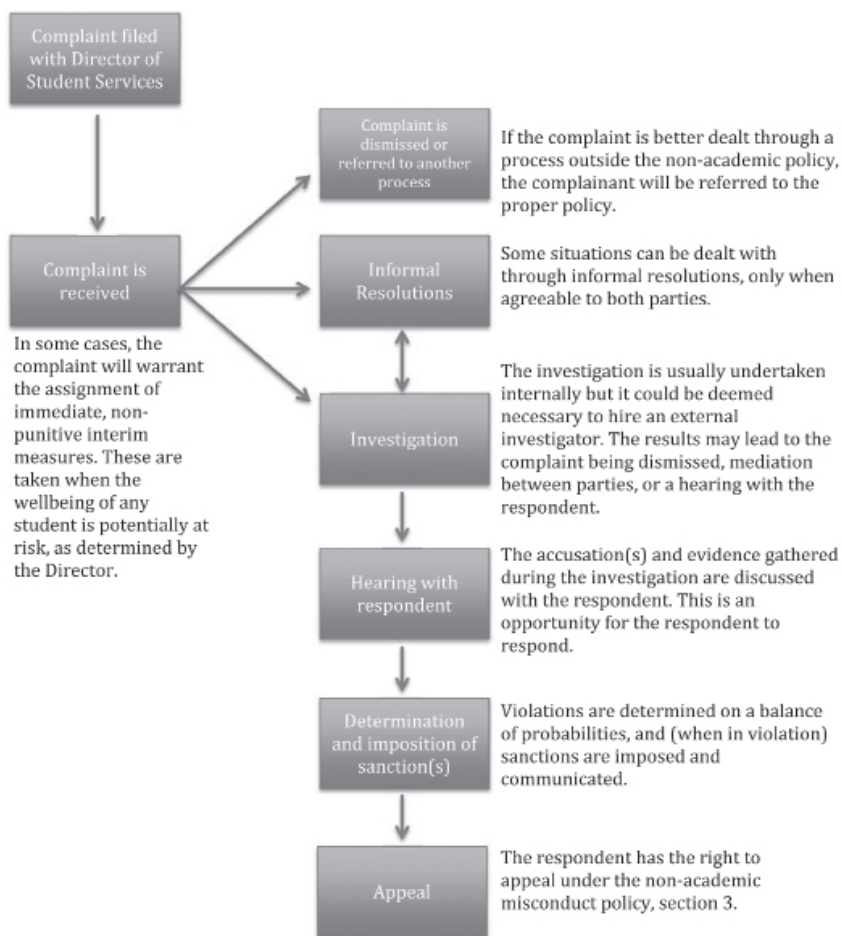 Complaint filed
with Director of
Student Services
Complaint is
received
In some cases, the
complaint will warrant
the assignment of
immediate, non-
punitive interim
measures. These are
taken when the
wellbeing of any
student is potentially at
risk, as determined by
the Director.
Complaint is
dismissed or
referred to another
process
If the complaint is better dealt through a
process outside the non-academic policy,
the complainant will be referred to the
proper policy.
Informal
Resolutions
Some situations can be dealt with
through informal resolutions, only when
agreeable to both parties.
Investigation
The investigation is usually undertaken
internally but it could be deemed
necessary to hire an external
investigator. The results may lead to the
complaint being dismissed, mediation
between parties, or a hearing with the
respondent.
Hearing with
respondent
The accusation(s) and evidence gathered
during the investigation are discussed
with the respondent. This is an
opportunity for the respondent to
respond.
Determination
and imposition of
sanction(s)
Violations are determined on a balance
of probabilities, and (when in violation)
sanctions are imposed and
communicated.
Appeal
The respondent has the right to
appeal under the non-academic
misconduct policy, section 3.